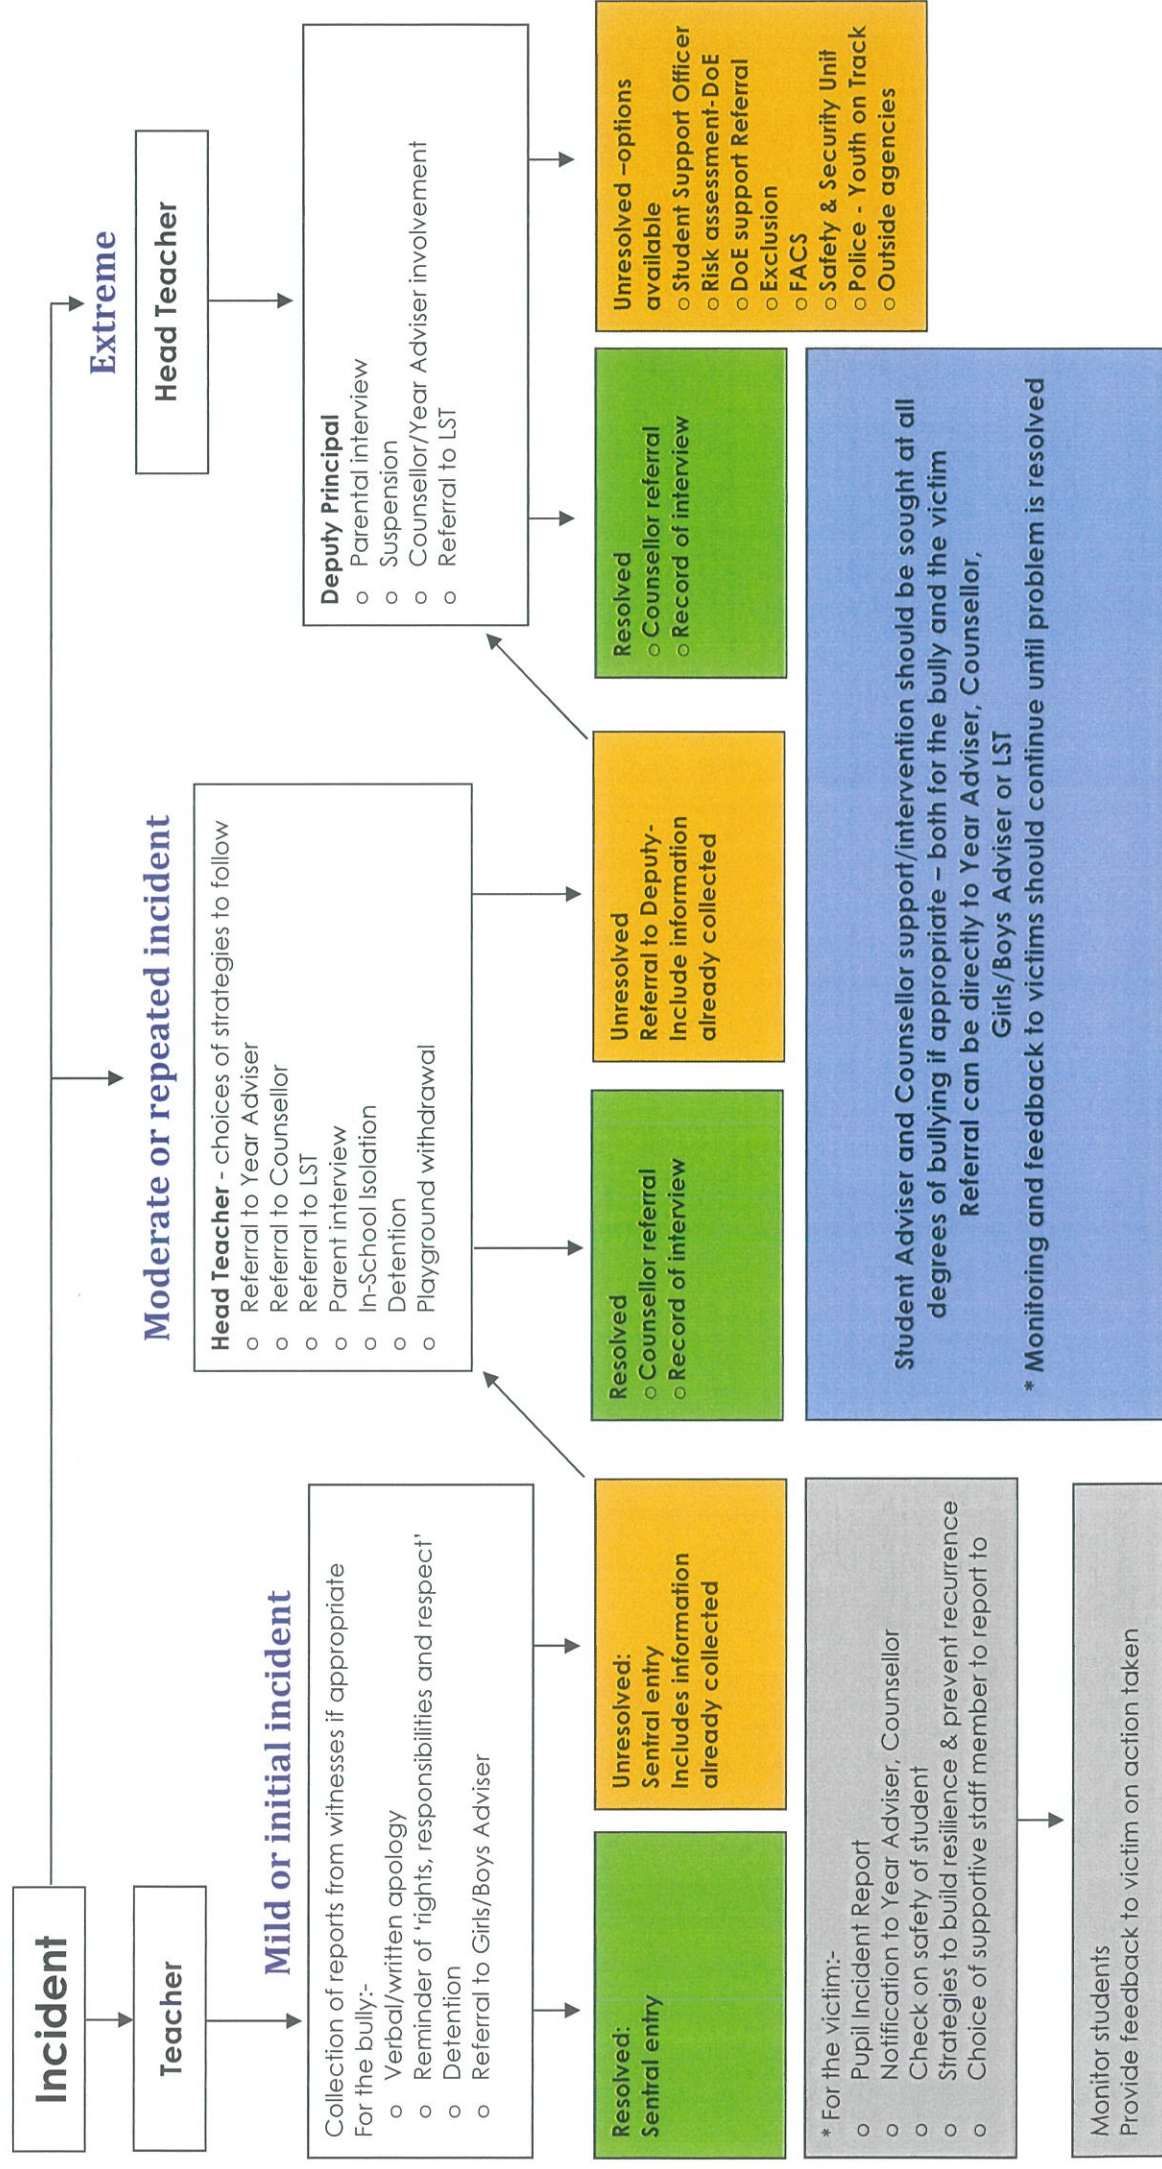 Incident
Teacher
Mild or initial incident
Collection of reports from witnesses if appropriate
For the bully:-
○ Verbal/written apology
○ Reminder of ‘rights, responsibilities and respect’
○ Detention
○ Referral to Girls/Boys Adviser
Resolved:
Sentral entry
Unresolved:
Sentral entry
Includes information
already collected
* For the victim:-
○ Pupil Incident Report
○ Notification to Year Adviser, Counsellor
○ Check on safety of student
○ Strategies to build resilience & prevent recurrence
○ Choice of supportive staff member to report to
Monitor students
Provide feedback to victim on action taken
Moderate or repeated incident
Head Teacher - choices of strategies to follow
○ Referral to Year Adviser
○ Referral to Counsellor
○ Referral to LST
○ Parent interview
○ In-School Isolation
○ Detention
○ Playground withdrawal
Resolved
○ Counsellor referral
○ Record of interview
Unresolved
Referral to Deputy-
Include information
already collected
Extreme
Head Teacher
Deputy Principal
○ Parental interview
○ Suspension
○ Counsellor/Year Adviser involvement
○ Referral to LST
Resolved
○ Counsellor referral
○ Record of interview
Unresolved –options
available
○ Student Support Officer
○ Risk assessment-DoE
○ DoE support Referral
○ Exclusion
○ FACS
○ Safety & Security Unit
○ Police - Youth on Track
○ Outside agencies
Student Adviser and Counsellor support/intervention should be sought at all
degrees of bullying if appropriate – both for the bully and the victim
Referral can be directly to Year Adviser, Counsellor,
Girls/Boys Adviser or LST
* Monitoring and feedback to victims should continue until problem is resolved